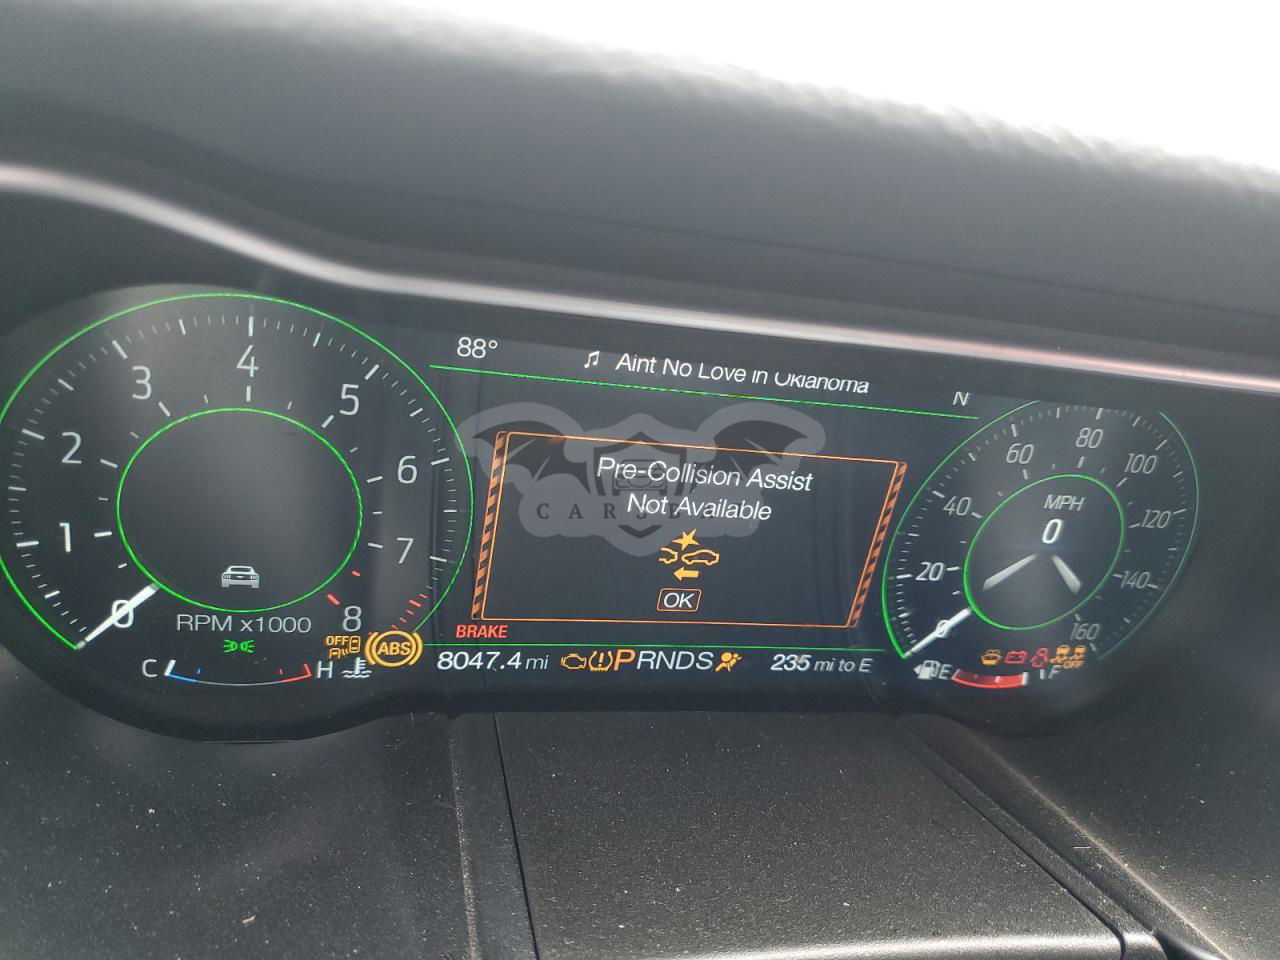 88°
Aint No Love in Oklahoma
N
Pre-Collision Assist
Not Available
OK
0
1
2
3
4
5
6
7
8
RPM x1000
0
20
40
60
80
100
120
140
160
MPH
0
BRAKE
OFF
ABS
C
H
8047.4 mi
PRNDS
235 mi to E
E
F
OFF